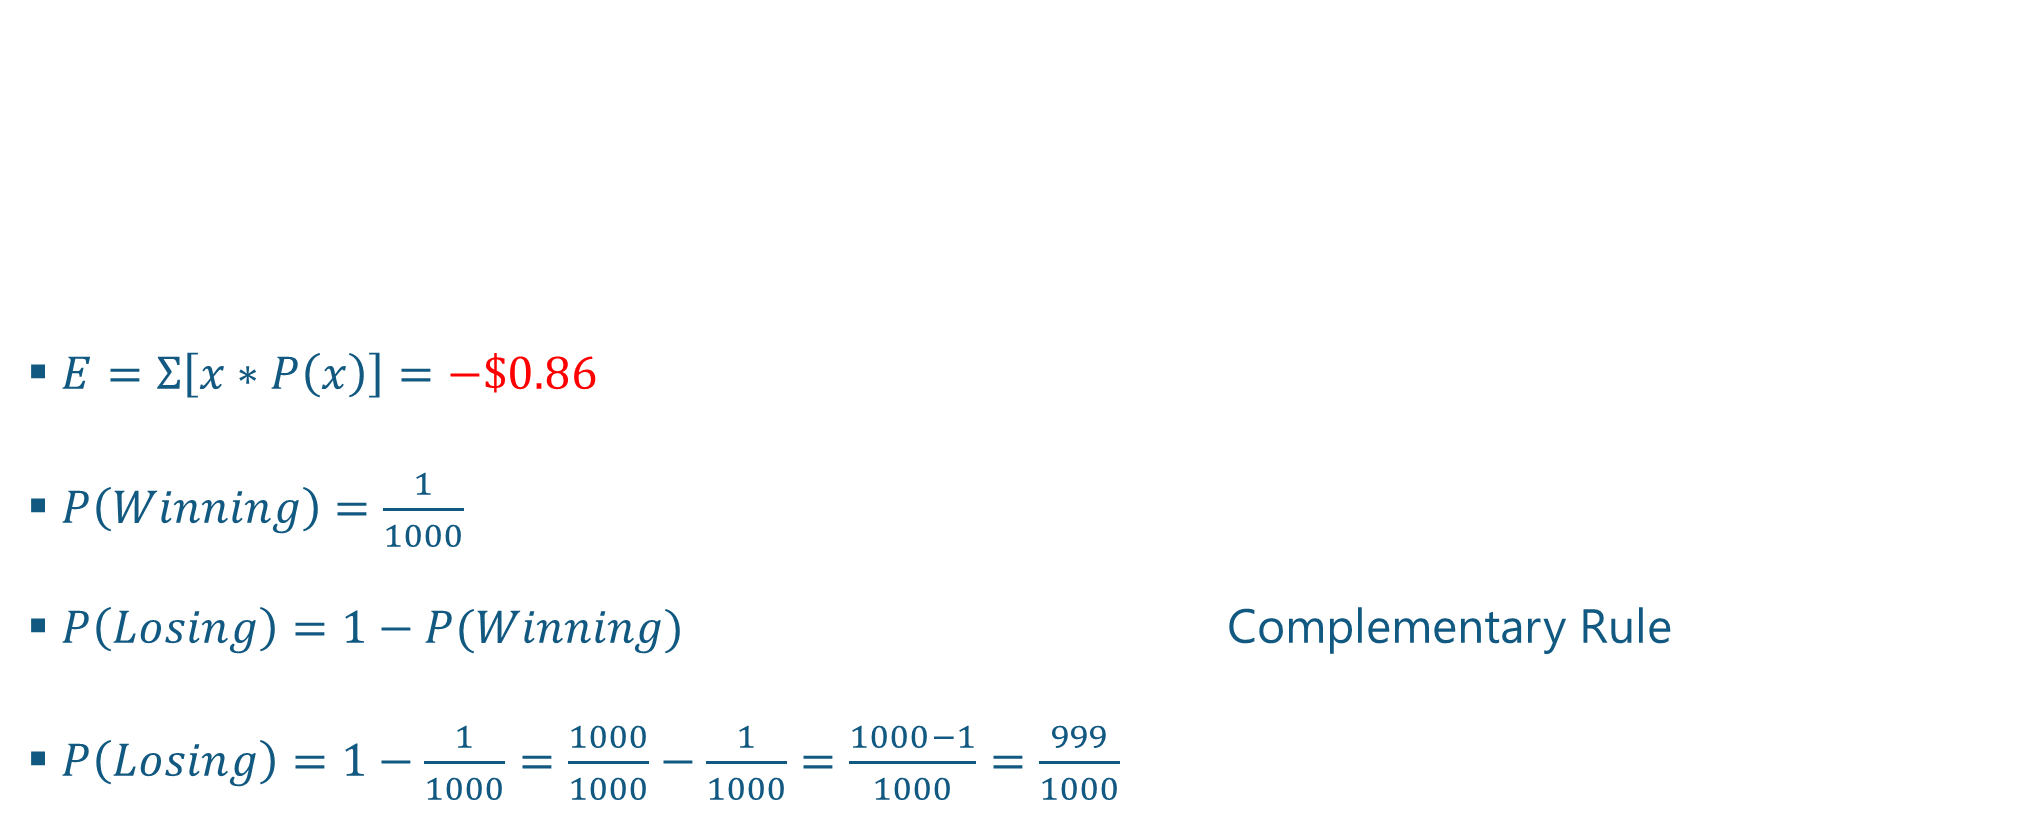 ▪ E = Σ[x ∗ P(x)] = −$0.86
▪ P(Winning) = 1/1000
▪ P(Losing) = 1 − P(Winning) Complementary Rule
▪ P(Losing) = 1 − 1/1000 = 1000/1000 − 1/1000 = 1000−1/1000 = 999/1000